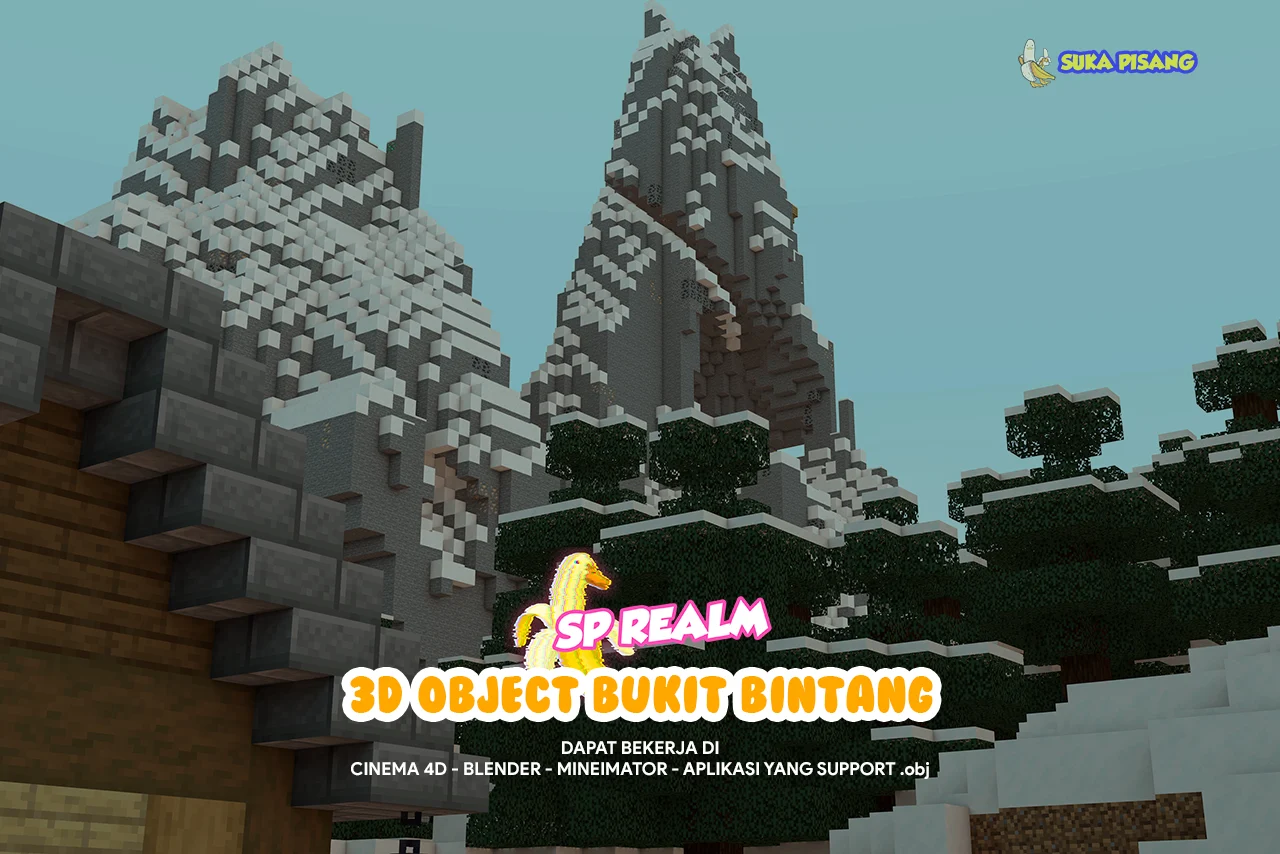 SUKA PISANG
SP REALM
3D OBJECT BUKIT BINTANG
DAPAT BEKERJA DI
CINEMA 4D - BLENDER - MINEIMATOR - APLIKASI YANG SUPPORT .obj